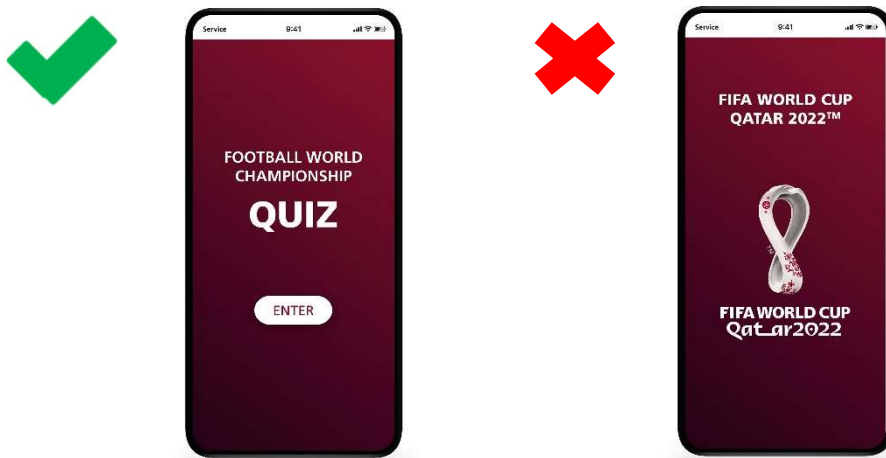 Service 9:41
FOOTBALL WORLD
CHAMPIONSHIP
QUIZ
ENTER
Service 9:41
FIFA WORLD CUP
QATAR 2022™
TM
FIFA WORLD CUP
Qatar2022